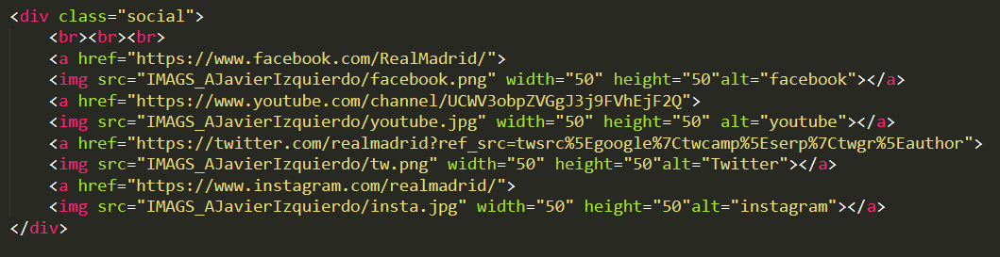 <div class="social">
<br><br><br>
<a href="https://www.facebook.com/RealMadrid/">
<img src="IMAGS_AJavierIzquierdo/facebook.png" width="50" height="50"alt="facebook"></a>
<a href="https://www.youtube.com/channel/UCWV3obpZVGgJ3j9FVhEjF2Q">
<img src="IMAGS_AJavierIzquierdo/youtube.jpg" width="50" height="50" alt="youtube"></a>
<a href="https://twitter.com/realmadrid?ref_src=twsrc%5Egoogle%7Ctwcamp%5Eserp%7Ctwgr%5Eauthor">
<img src="IMAGS_AJavierIzquierdo/tw.png" width="50" height="50"alt="Twitter"></a>
<a href="https://www.instagram.com/realmadrid/">
<img src="IMAGS_AJavierIzquierdo/insta.jpg" width="50" height="50"alt="instagram"></a>
</div>